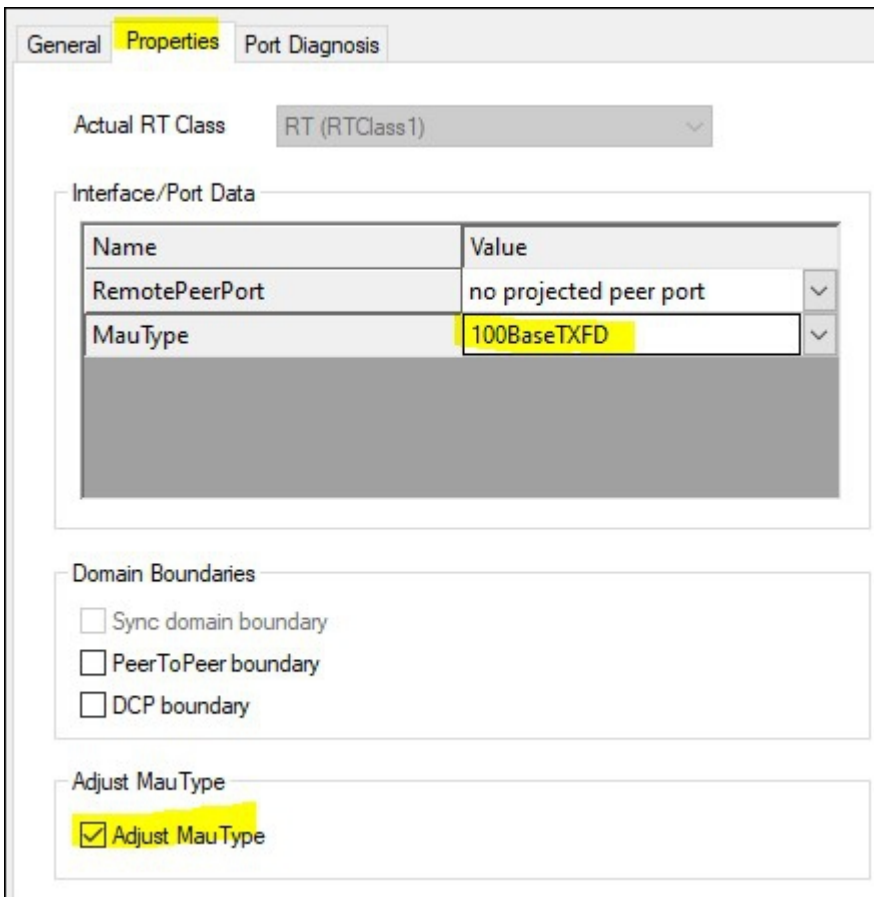 General Properties Port Diagnosis
Actual RT Class RT (RTClass1)
Interface/Port Data
Name Value
RemotePeerPort no projected peer port
MauType 100BaseTXFD
Domain Boundaries
Sync domain boundary
PeerToPeer boundary
DCP boundary
Adjust MauType
Adjust MauType